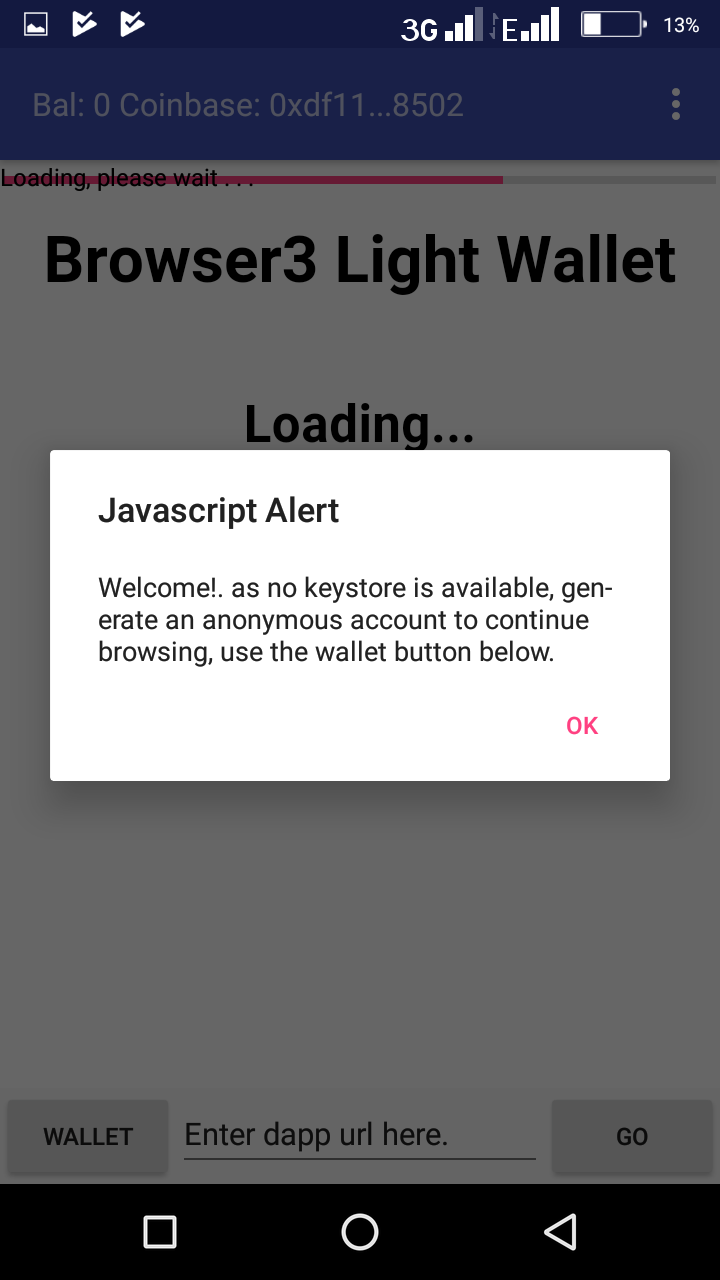 3G E 13%
Bal: 0 Coinbase: 0xdf11...8502
Loading, please wait . . .
Browser3 Light Wallet
Loading...
Javascript Alert
Welcome!. as no keystore is available, gen-
erate an anonymous account to continue
browsing, use the wallet button below.
OK
WALLET Enter dapp url here. GO